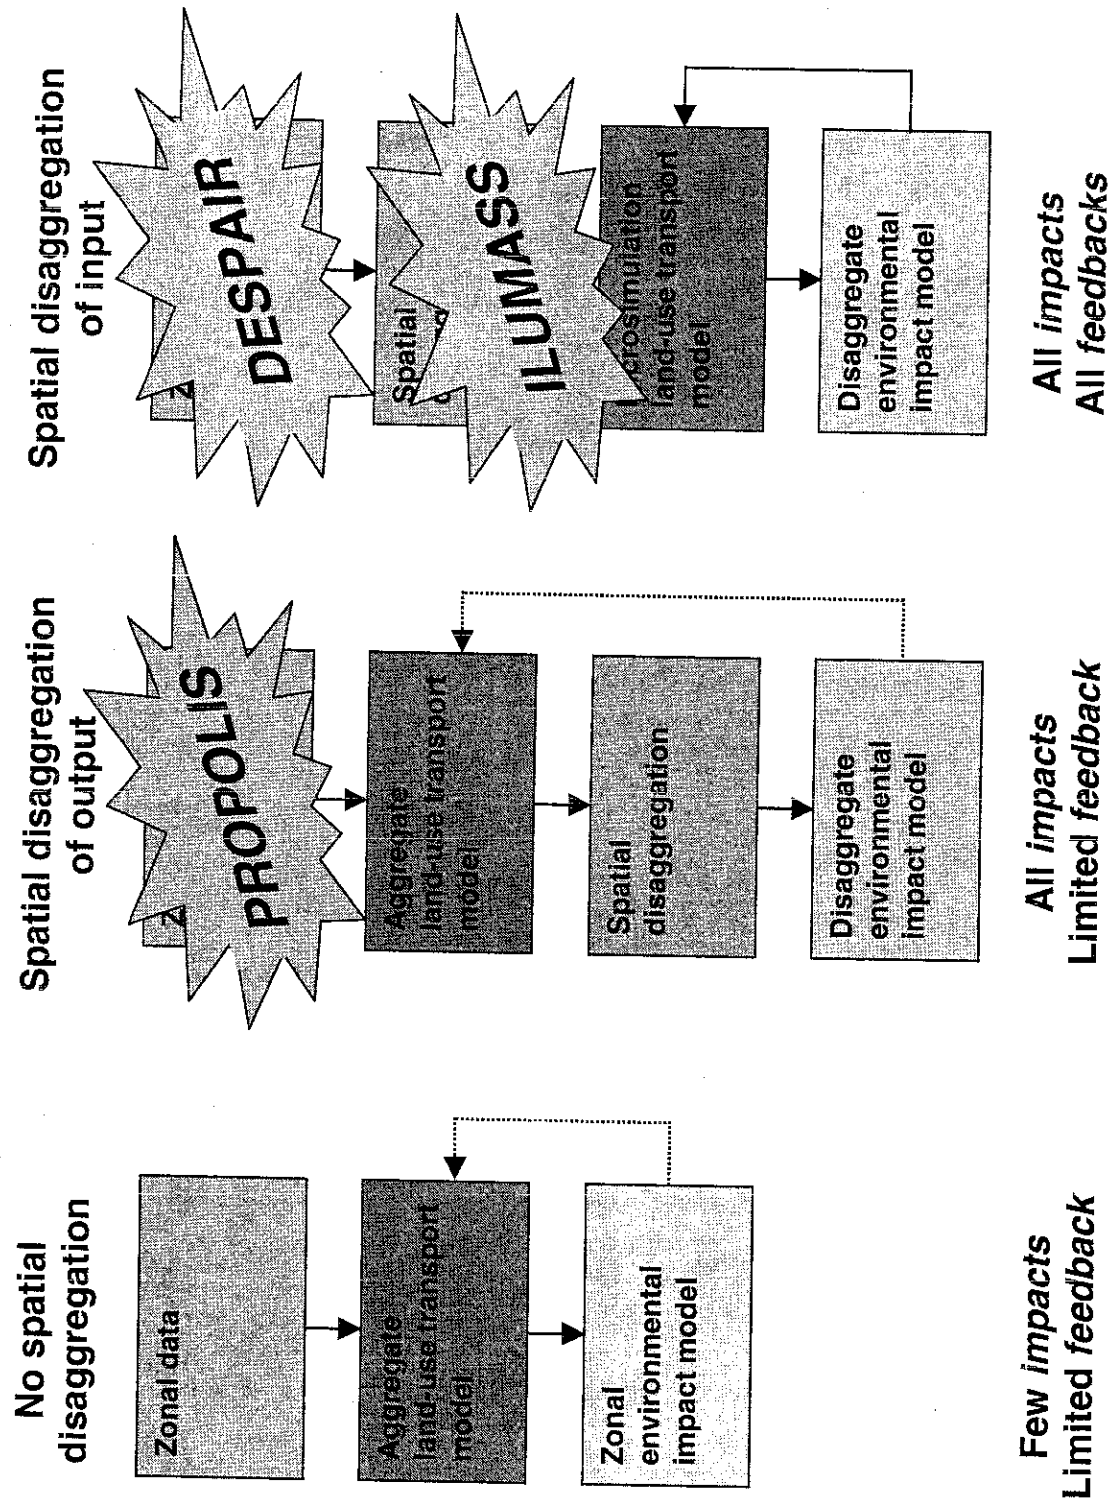 No spatial
disaggregation
Zonal data
Aggregate
land-use transport
model
Zonal
environmental
impact model
Few impacts
Limited feedback
Spatial disaggregation
of output
PROPOLIS
Aggregate
land-use transport
model
Spatial
disaggregation
Disaggregate
environmental
impact model
All impacts
Limited feedback
Spatial disaggregation
of input
DESPAIR
Spatial
ILUMASS
land-use transport
model
Disaggregate
environmental
impact model
All impacts
All feedbacks